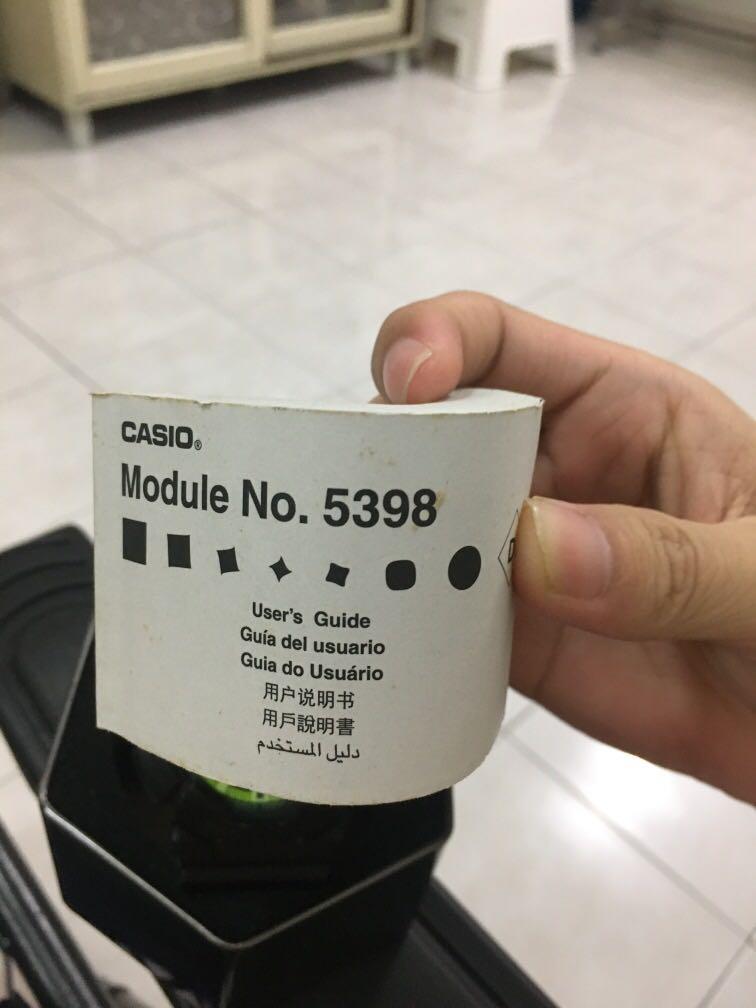 CASIO®
Module No. 5398
User's Guide
Guía del usuario
Guia do Usuário
用户说明书
用戶說明書
دليل المستخدم